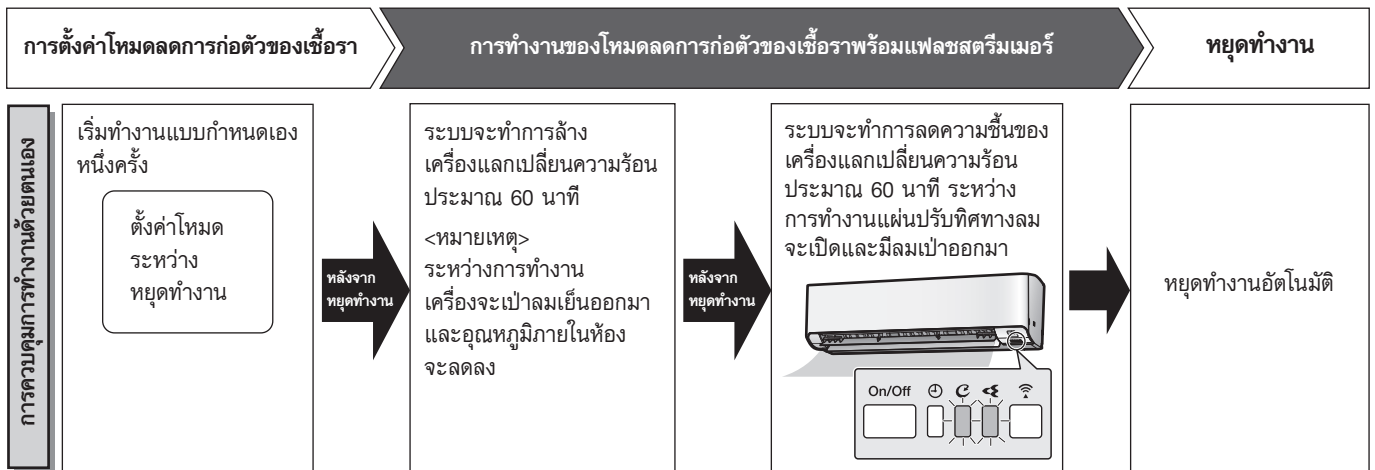 การตั้งค่าโหมดลดการก่อตัวของเชื้อรา
การทำงานของโหมดลดการก่อตัวของเชื้อราพร้อมแฟลชสตรีมเมอร์
หยุดทำงาน
การควบคุมการทำงานด้วยตนเอง
เริ่มทำงานแบบกำหนดเอง
หนึ่งครั้ง
ตั้งค่าโหมด
ระหว่าง
หยุดทำงาน
หลังจาก
หยุดทำงาน
ระบบจะทำการล้าง
เครื่องแลกเปลี่ยนความร้อน
ประมาณ 60 นาที
<หมายเหตุ>
ระหว่างการทำงาน
เครื่องจะเป่าลมเย็นออกมา
และอุณหภูมิภายในห้อง
จะลดลง
หลังจาก
หยุดทำงาน
ระบบจะทำการลดความชื้นของ
เครื่องแลกเปลี่ยนความร้อน
ประมาณ 60 นาที ระหว่าง
การทำงานแผ่นปรับทิศทางลม
จะเปิดและมีลมเป่าออกมา
On/Off
หยุดทำงานอัตโนมัติ